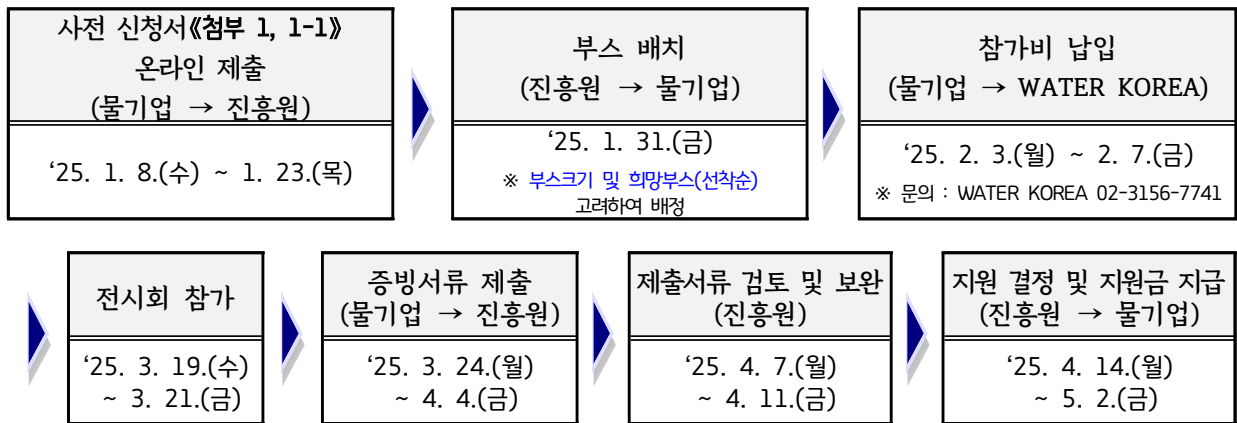 사전 신청서《첨부 1, 1-1》
온라인 제출
(물기업 → 진흥원)
‘25. 1. 8.(수) ~ 1. 23.(목)
부스 배치
(진흥원 → 물기업)
‘25. 1. 31.(금)
※ 부스크기 및 희망부스(선착순)
고려하여 배정
참가비 납입
(물기업 → WATER KOREA)
‘25. 2. 3.(월) ~ 2. 7.(금)
※ 문의 : WATER KOREA 02-3156-7741
전시회 참가
‘25. 3. 19.(수)
~ 3. 21.(금)
증빙서류 제출
(물기업 → 진흥원)
‘25. 3. 24.(월)
~ 4. 4.(금)
제출서류 검토 및 보완
(진흥원)
‘25. 4. 7.(월)
~ 4. 11.(금)
지원 결정 및 지원금 지급
(진흥원 → 물기업)
‘25. 4. 14.(월)
~ 5. 2.(금)